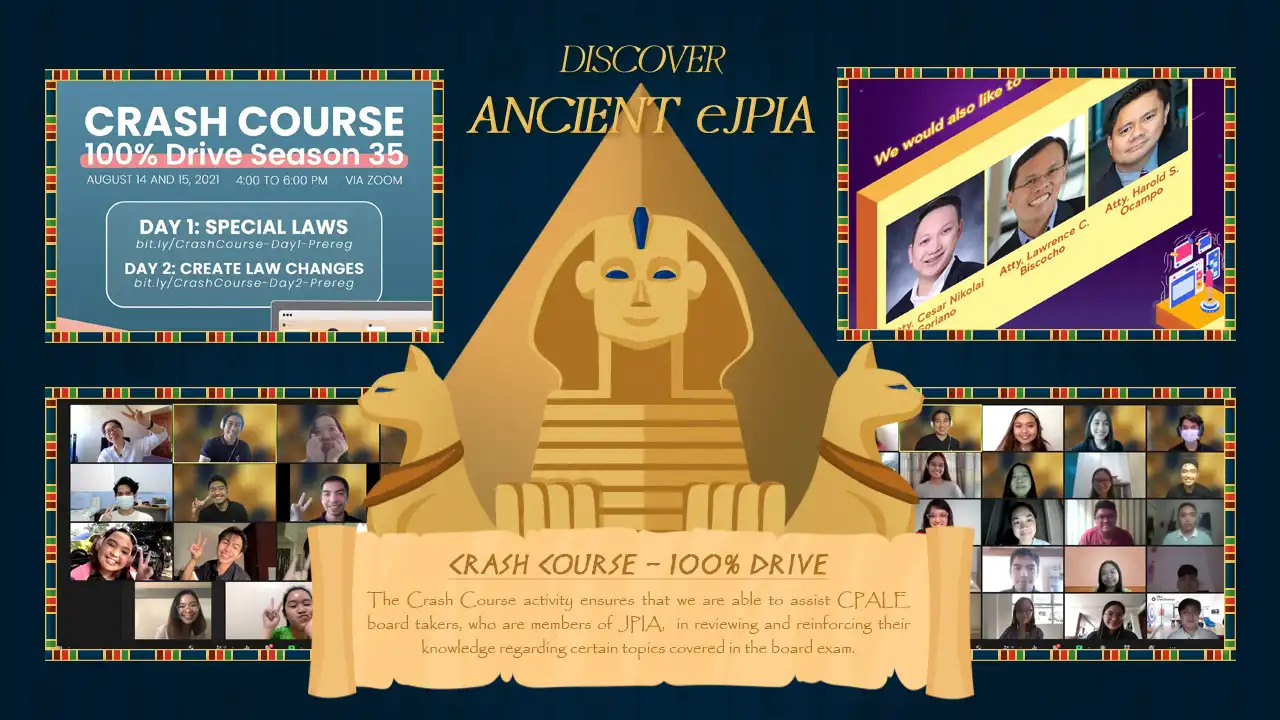 DISCOVER
ANCIENT eJPIA
CRASH COURSE
100% Drive Season 35
AUGUST 14 AND 15, 2021 4:00 TO 6:00 PM VIA ZOOM
DAY 1: SPECIAL LAWS
bit.ly/CrashCourse-Day1-Prereg
DAY 2: CREATE LAW CHANGES
bit.ly/CrashCourse-Day2-Prereg
We would also like to
Atty. Harold S.
Ocampo
Atty. Lawrence C.
Biscocho
Cesar Nikolai
Soriano
CRASH COURSE – 100% DRIVE
The Crash Course activity ensures that we are able to assist CPALE
board takers, who are members of JPIA, in reviewing and reinforcing their
knowledge regarding certain topics covered in the board exam.